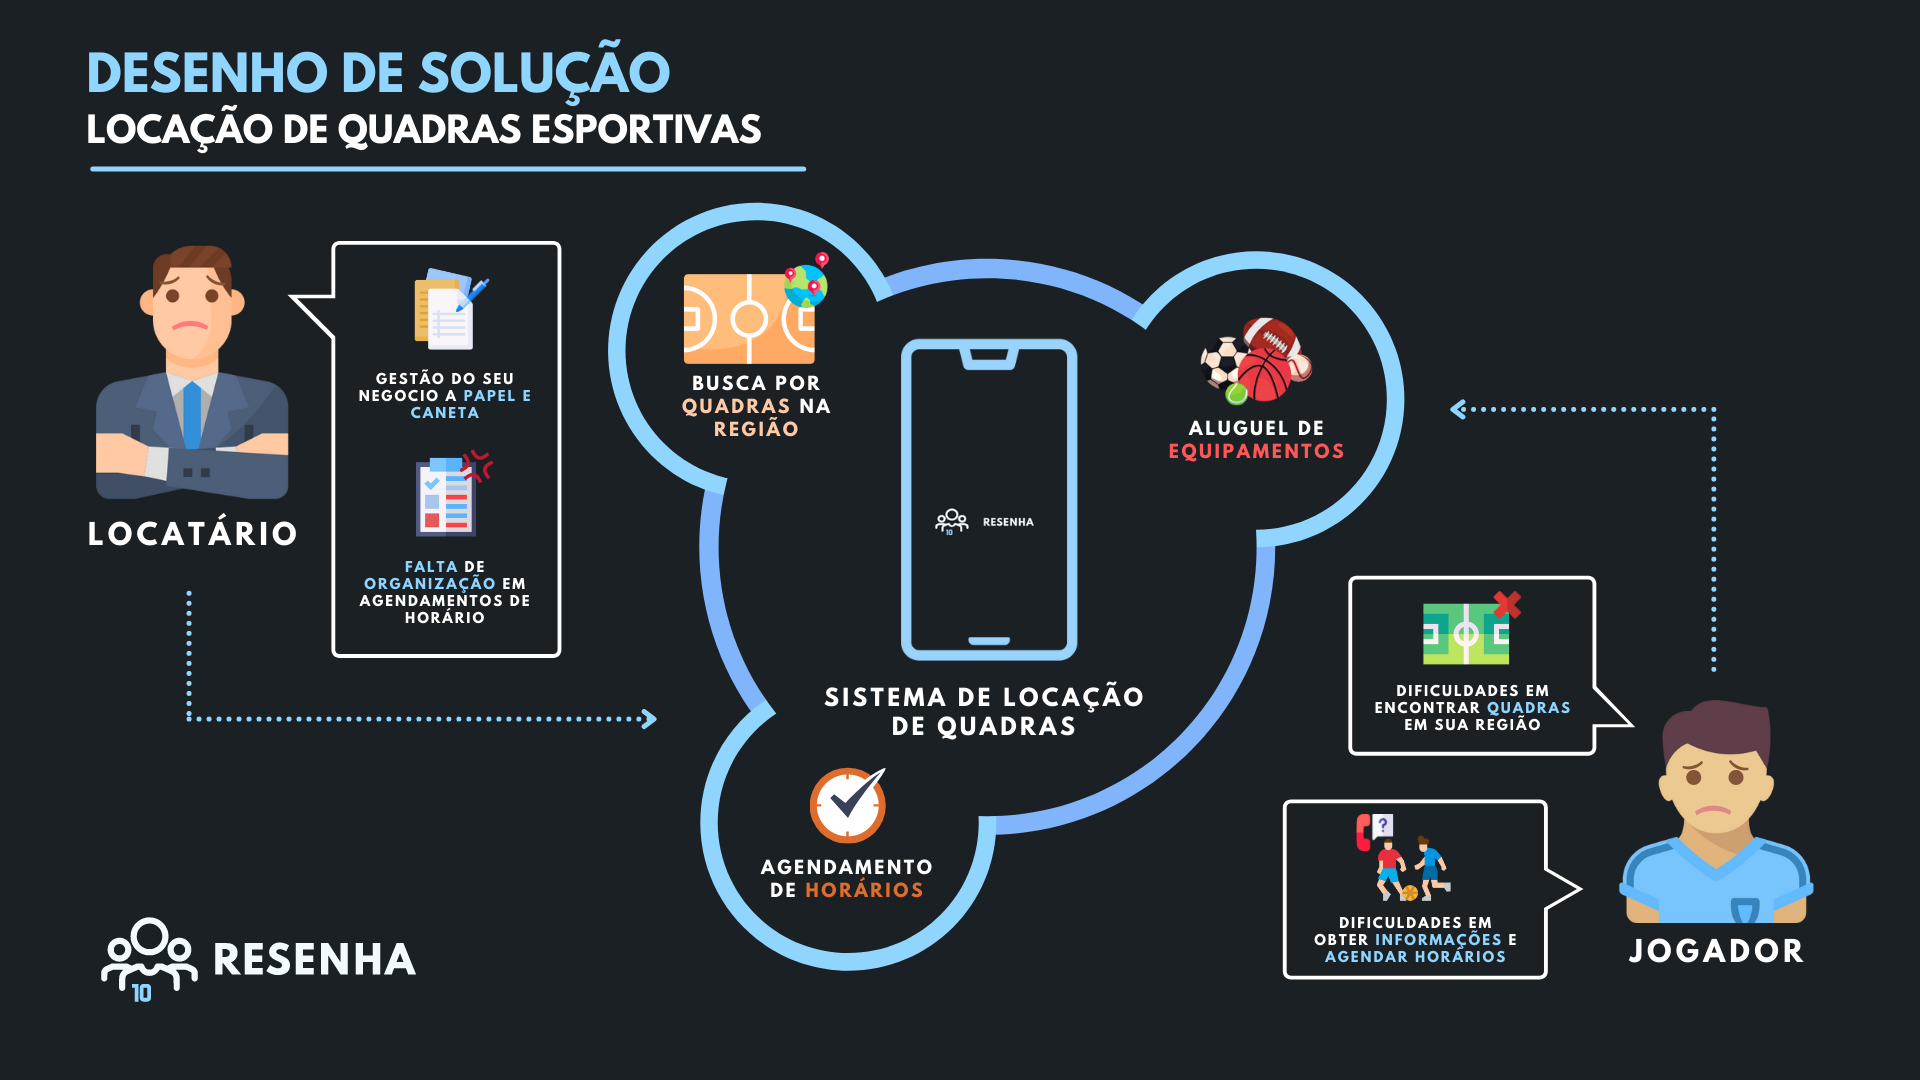 DESENHO DE SOLUÇÃO
LOCAÇÃO DE QUADRAS ESPORTIVAS
GESTÃO DO SEU
NEGOCIO A PAPEL E
CANETA
FALTA DE
ORGANIZAÇÃO EM
AGENDAMENTOS DE
HORÁRIO
LOCATÁRIO
BUSCA POR
QUADRAS NA
REGIÃO
ALUGUEL DE
EQUIPAMENTOS
10
RESENHA
SISTEMA DE LOCAÇÃO
DE QUADRAS
AGENDAMENTO
DE HORÁRIOS
DIFICULDADES EM
ENCONTRAR QUADRAS
EM SUA REGIÃO
?
DIFICULDADES EM
OBTER INFORMAÇÕES E
AGENDAR HORÁRIOS
JOGADOR
10
RESENHA